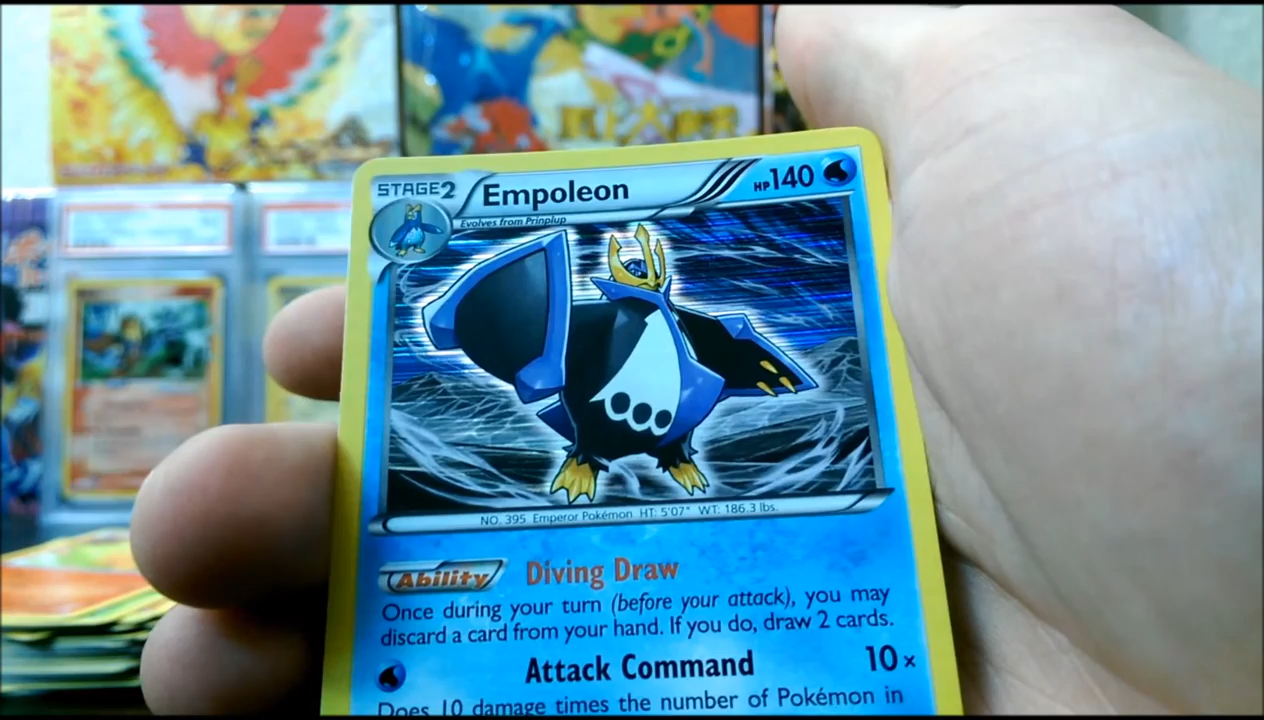 STAGE2 Empoleon HP140
Evolves from Prinplup
NO. 395 Emperor Pokémon HT: 5'07" WT: 186.3 lbs.
Ability Diving Draw
Once during your turn (before your attack), you may
discard a card from your hand. If you do, draw 2 cards.
Attack Command 10×
Does 10 damage times the number of Pokémon in